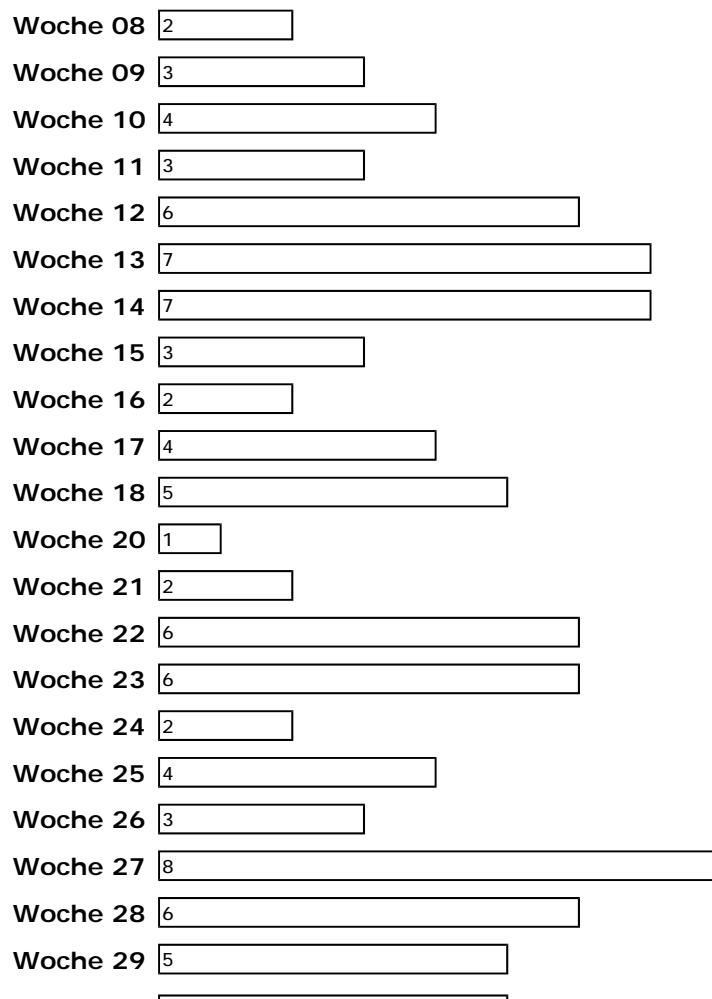 Woche 08 2
Woche 09 3
Woche 10 4
Woche 11 3
Woche 12 6
Woche 13 7
Woche 14 7
Woche 15 3
Woche 16 2
Woche 17 4
Woche 18 5
Woche 20 1
Woche 21 2
Woche 22 6
Woche 23 6
Woche 24 2
Woche 25 4
Woche 26 3
Woche 27 8
Woche 28 6
Woche 29 5